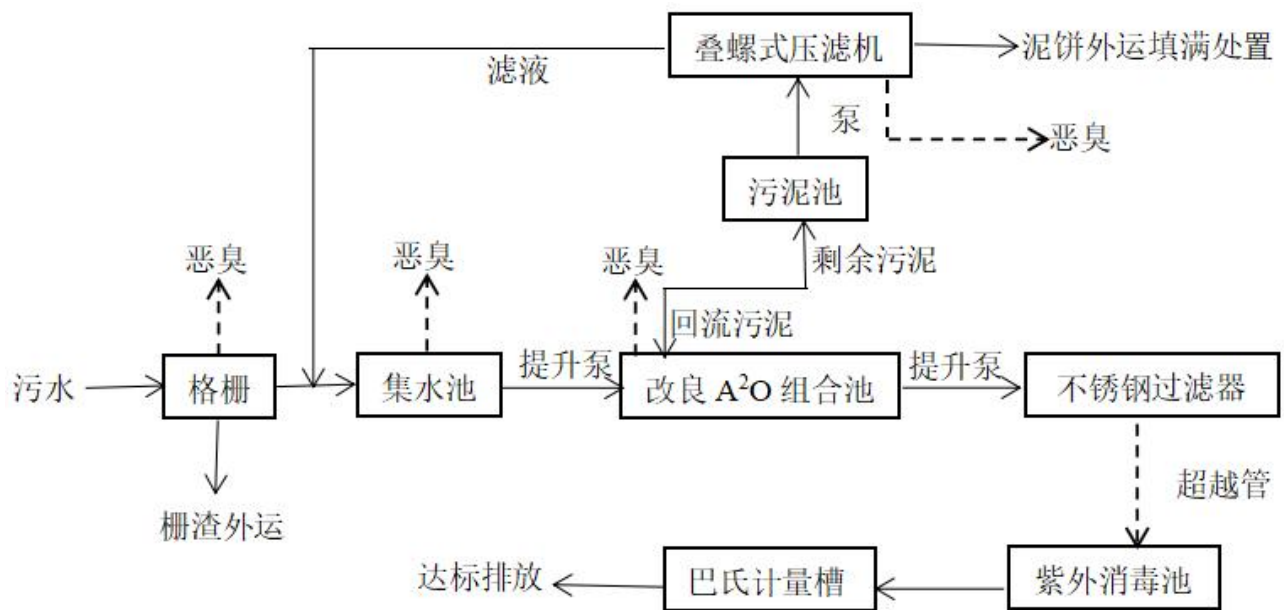 叠螺式压滤机
泥饼外运填满处置
滤液
泵
恶臭
污泥池
恶臭
恶臭
恶臭
剩余污泥
回流污泥
污水
格栅
集水池
提升泵
改良 A²O 组合池
提升泵
不锈钢过滤器
超越管
栅渣外运
达标排放
巴氏计量槽
紫外消毒池